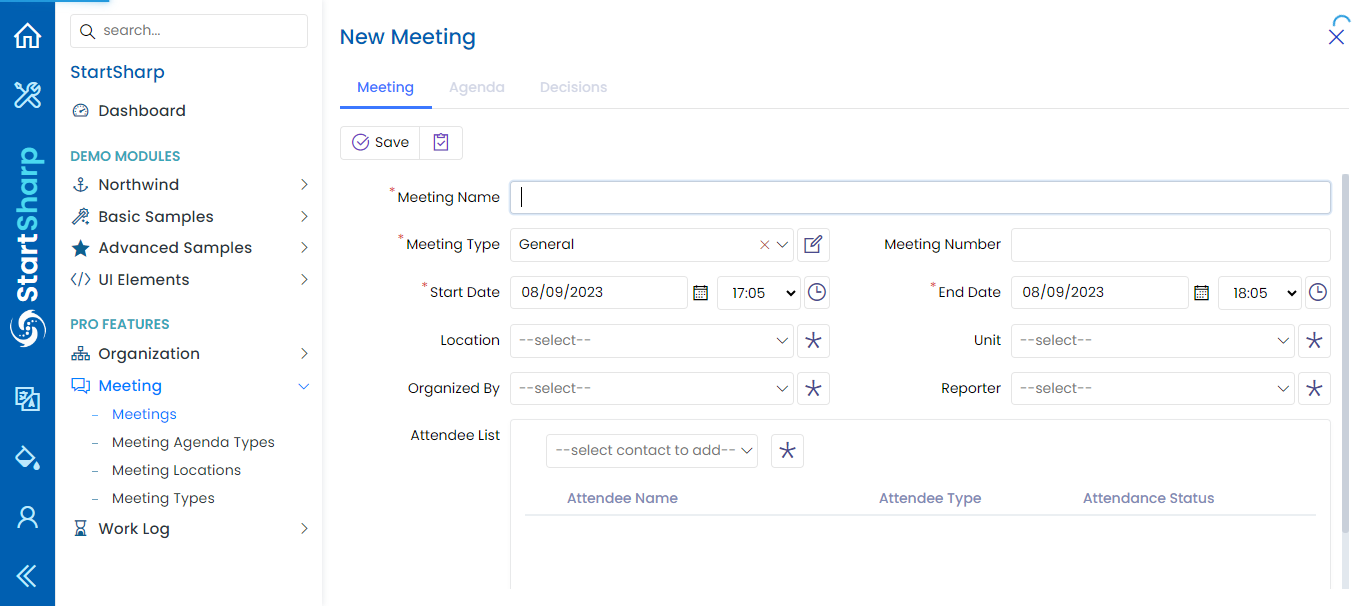 StartSharp
search...
StartSharp
Dashboard
DEMO MODULES
Northwind
Basic Samples
Advanced Samples
UI Elements
PRO FEATURES
Organization
Meeting
Meetings
Meeting Agenda Types
Meeting Locations
Meeting Types
Work Log
New Meeting
Meeting Agenda Decisions
Save
* Meeting Name
* Meeting Type General Meeting Number
* Start Date 08/09/2023 17:05 * End Date 08/09/2023 18:05
Location --select-- Unit --select--
Organized By --select-- Reporter --select--
Attendee List
--select contact to add--
Attendee Name Attendee Type Attendance Status